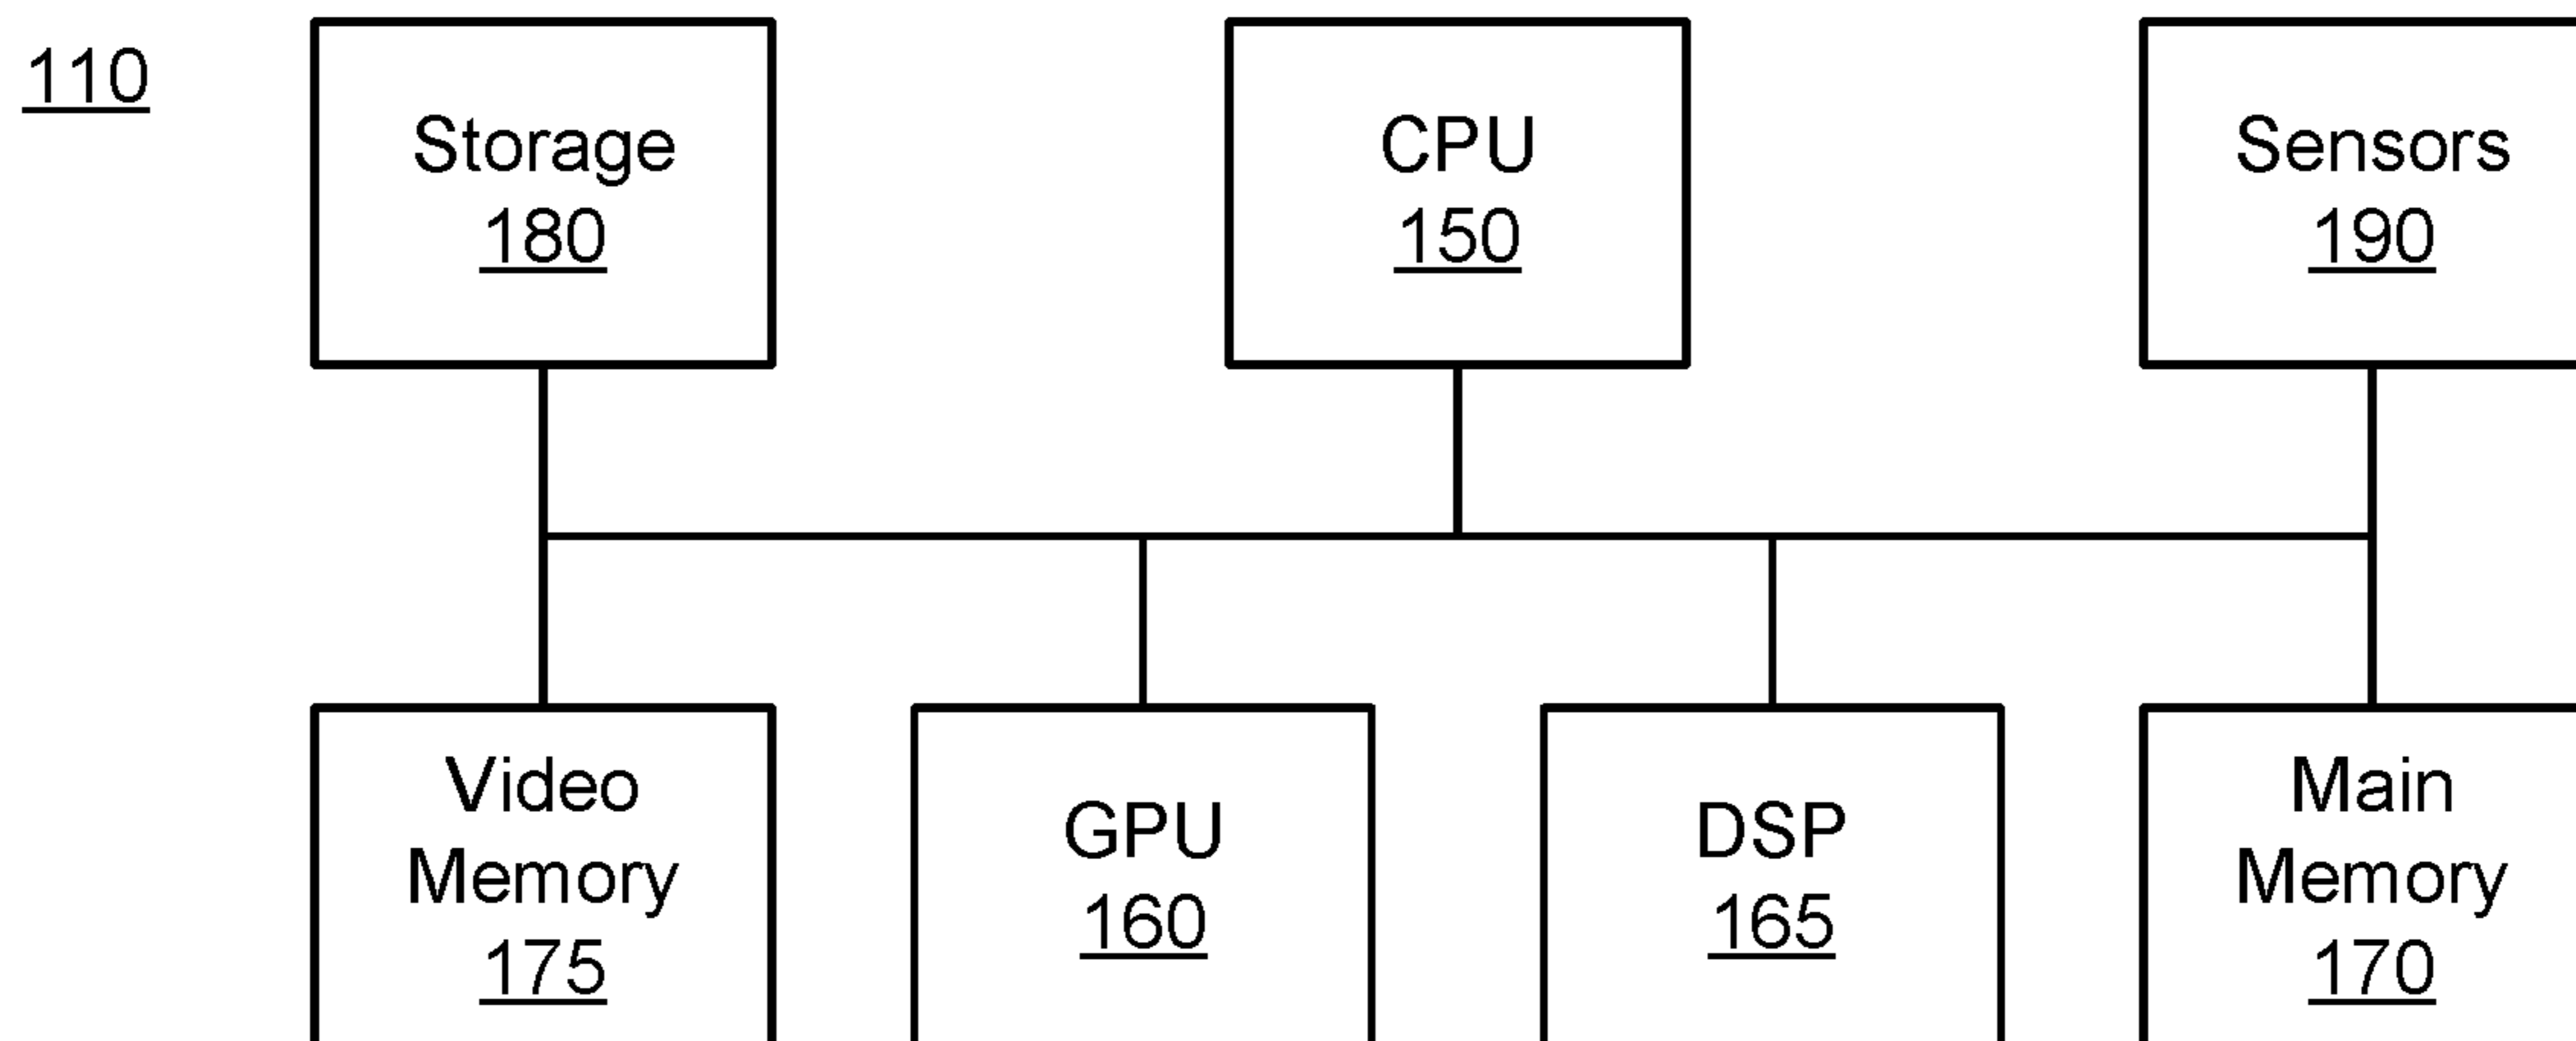 110
Storage
180
CPU
150
Sensors
190
Video
Memory
175
GPU
160
DSP
165
Main
Memory
170